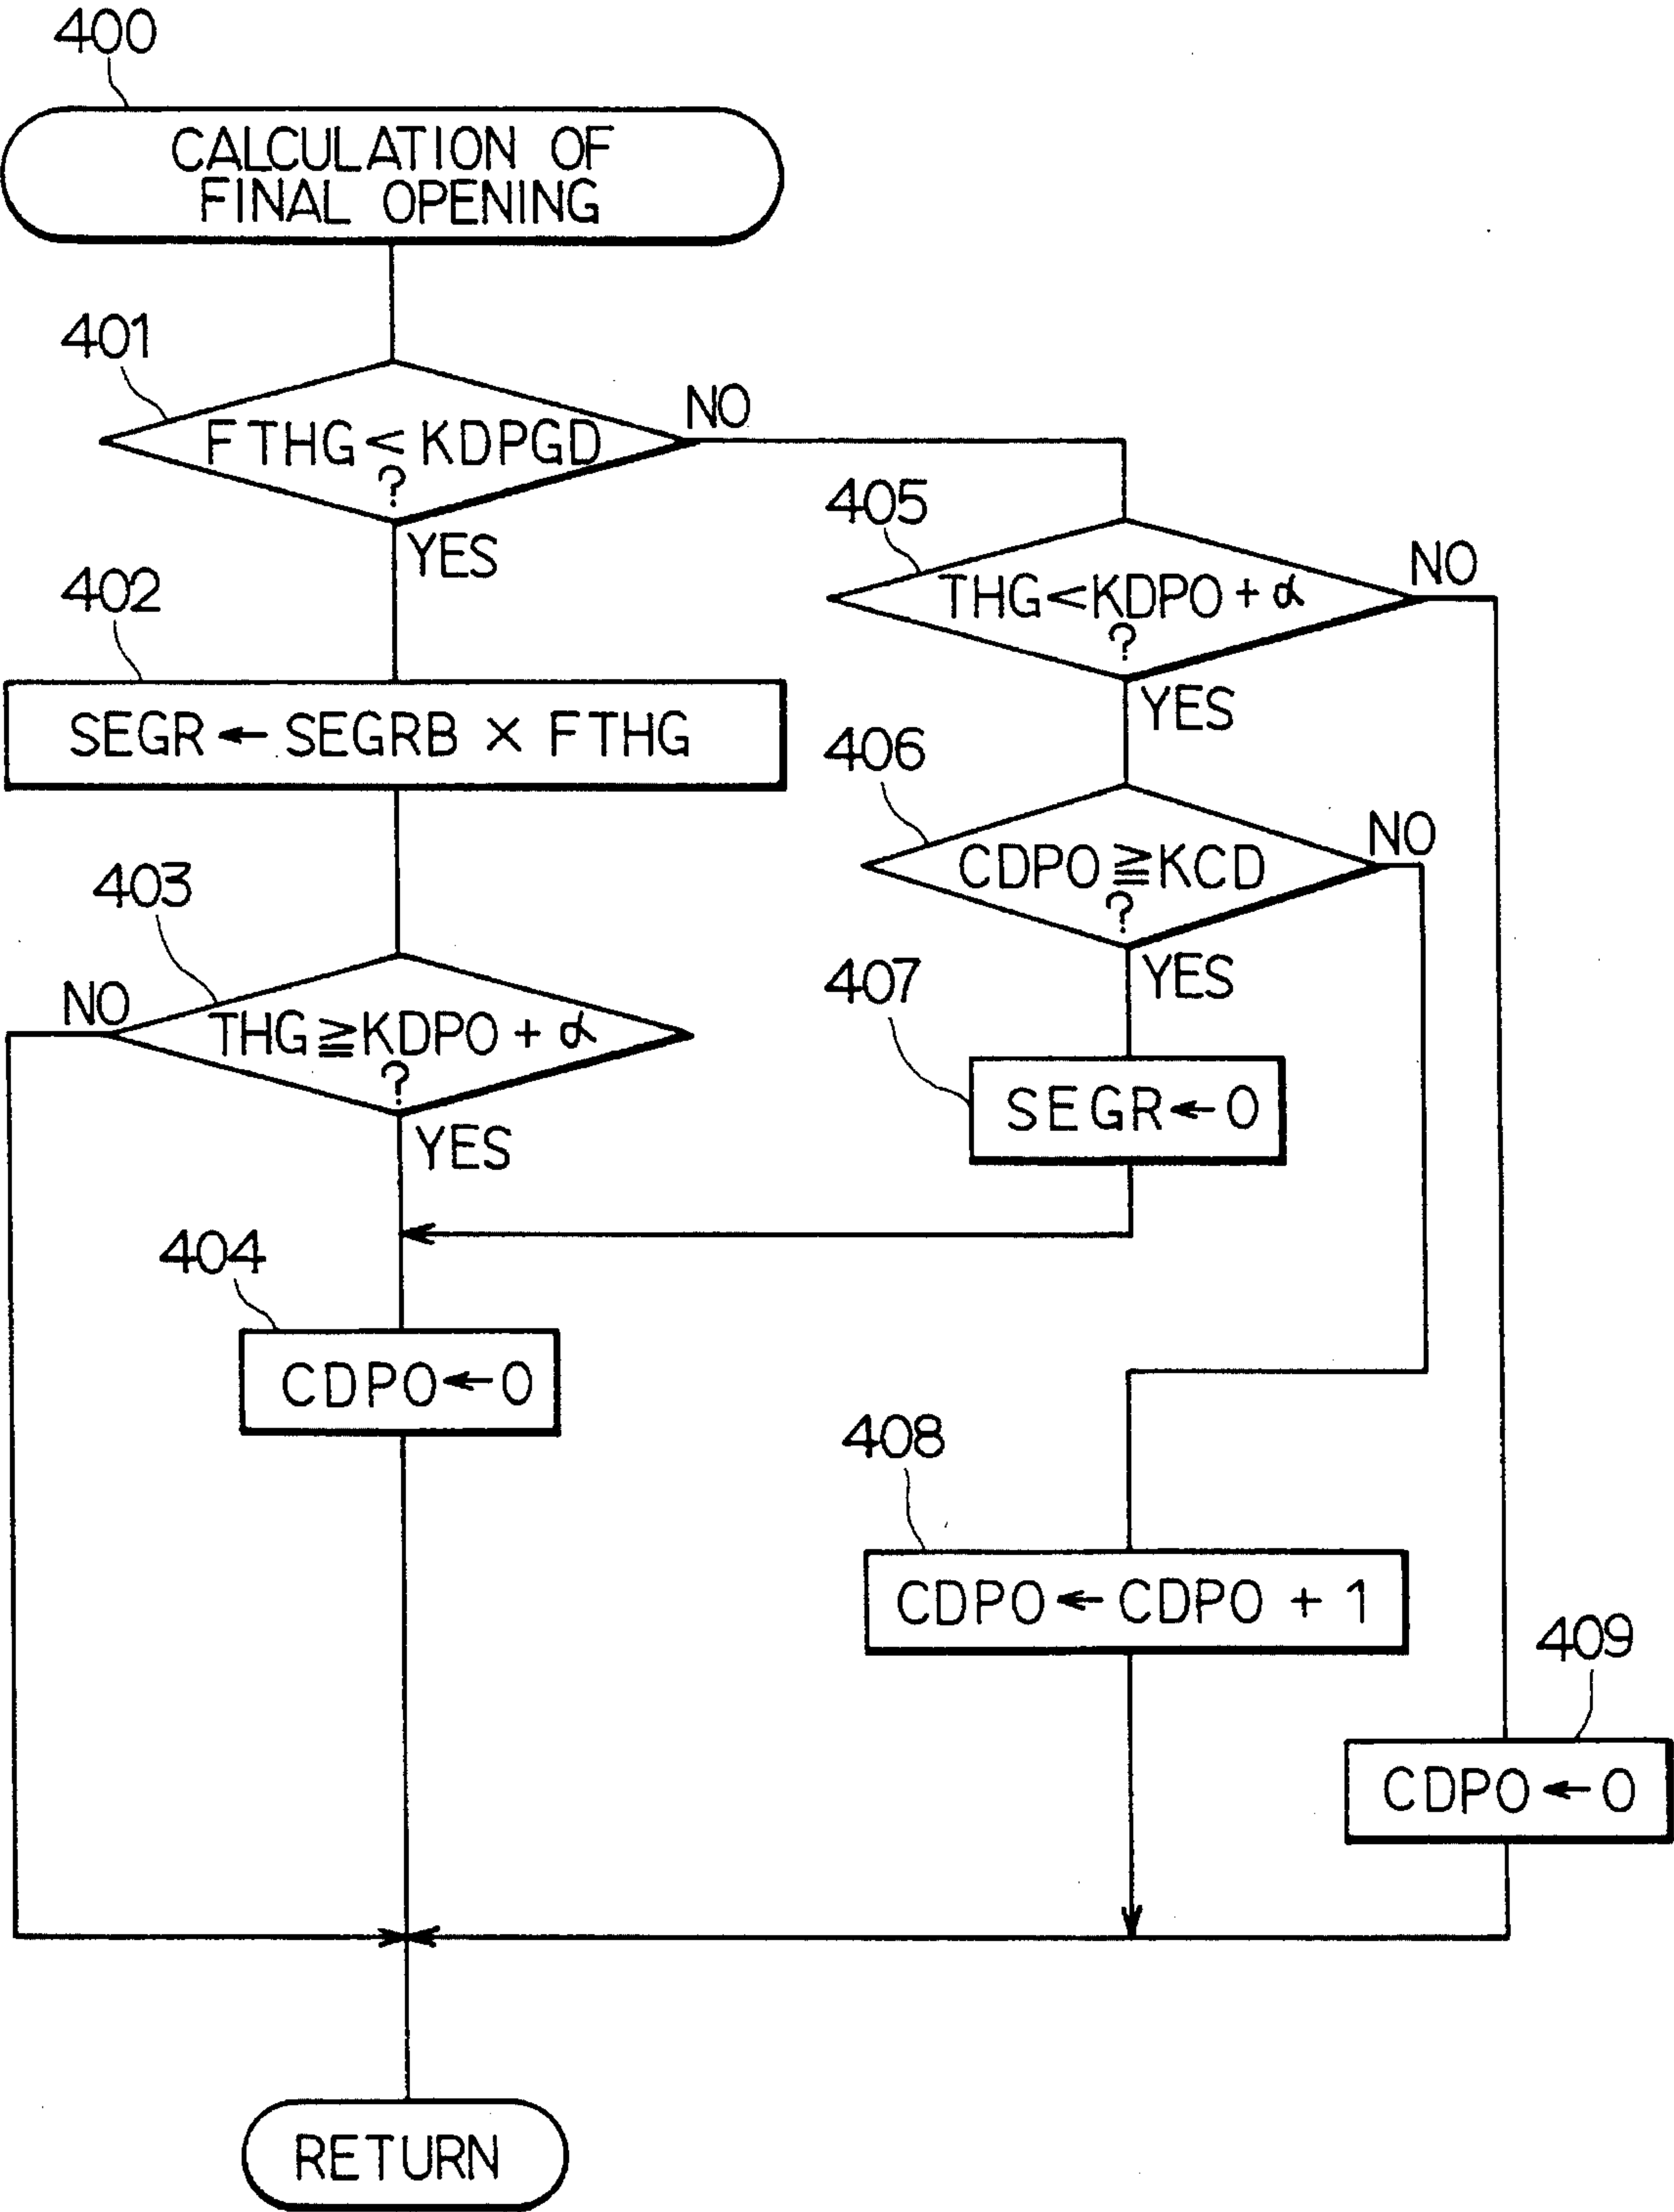 400
CALCULATION OF
FINAL OPENING
401
FTHG < KDPGD
?
NO
YES
402
SEGR ← SEGRB × FTHG
403
NO
THG ≧ KDPO + α
?
YES
404
CDPO ← 0
405
THG < KDPO + α
?
NO
YES
406
CDPO ≧ KCD
?
NO
YES
407
SEGR ← 0
408
CDPO ← CDPO + 1
409
CDPO ← 0
RETURN